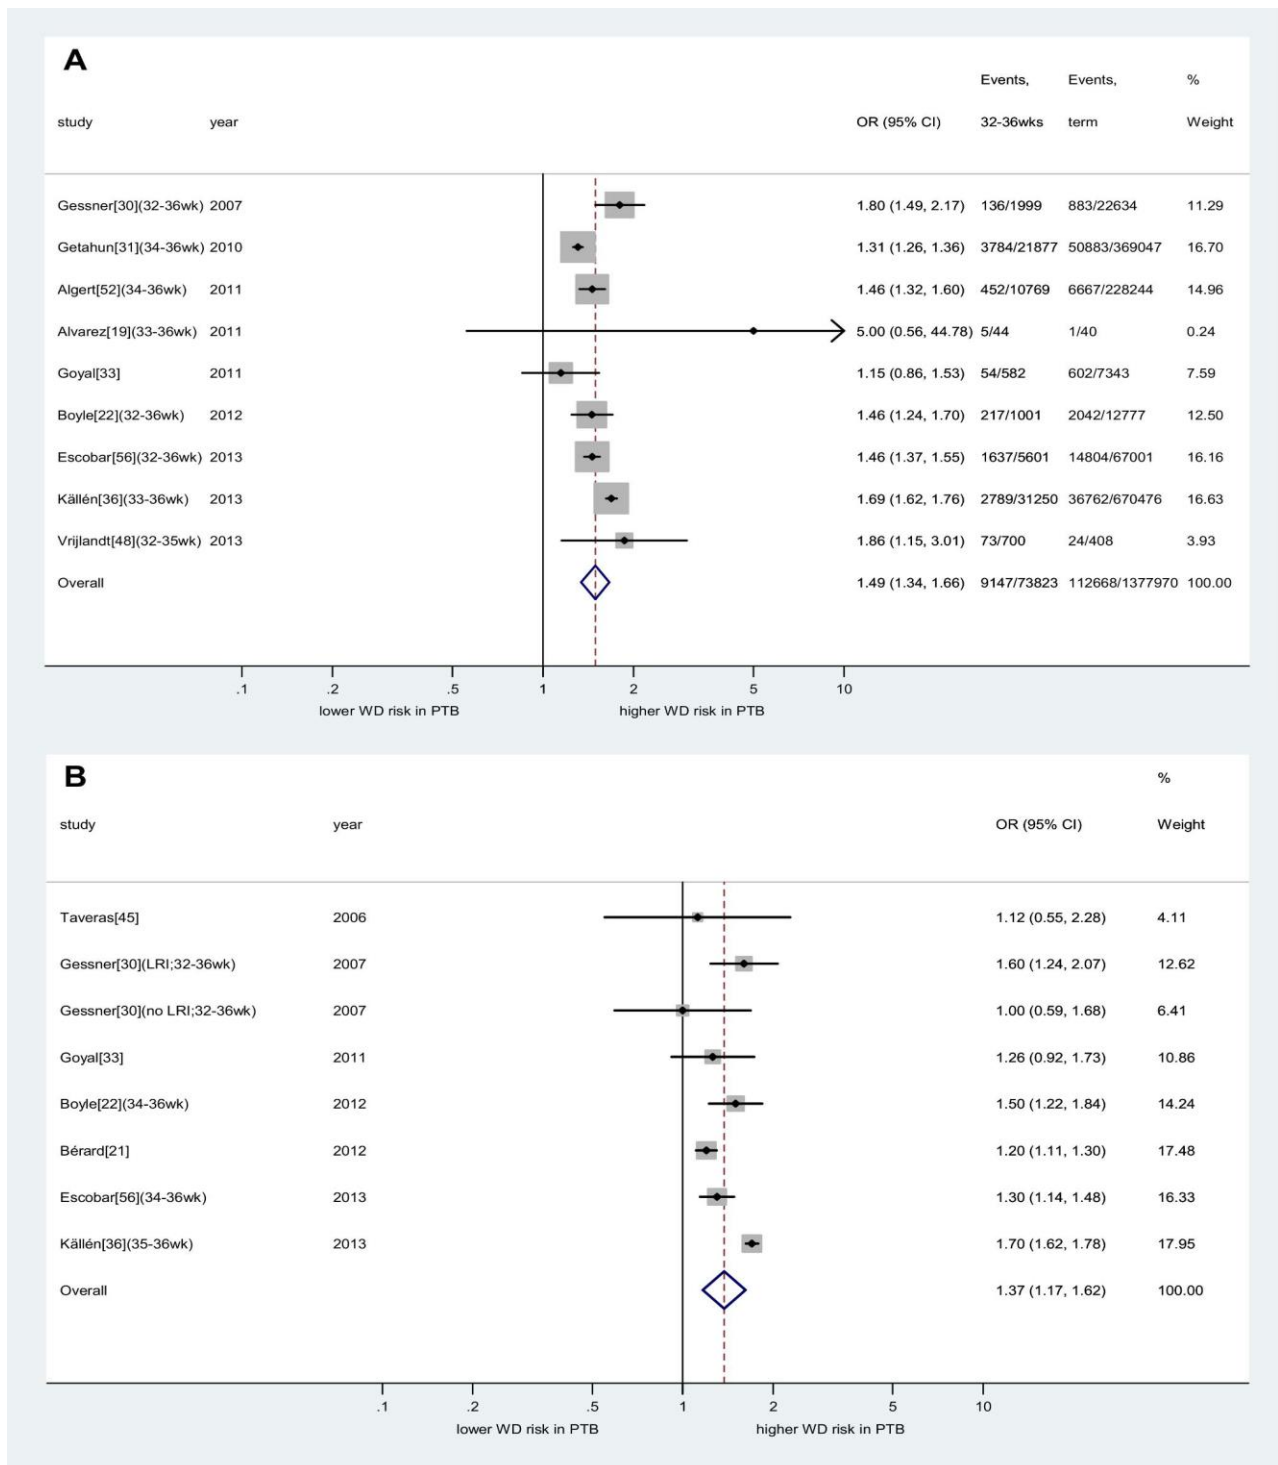 A
Events, Events, %
study year OR (95% CI) 32-36wks term Weight
Gessner[30](32-36wk) 2007 1.80 (1.49, 2.17) 136/1999 883/22634 11.29
Getahun[31](34-36wk) 2010 1.31 (1.26, 1.36) 3784/21877 50883/369047 16.70
Algert[52](34-36wk) 2011 1.46 (1.32, 1.60) 452/10769 6667/228244 14.96
Alvarez[19](33-36wk) 2011 5.00 (0.56, 44.78) 5/44 1/40 0.24
Goyal[33] 2011 1.15 (0.86, 1.53) 54/582 602/7343 7.59
Boyle[22](32-36wk) 2012 1.46 (1.24, 1.70) 217/1001 2042/12777 12.50
Escobar[56](32-36wk) 2013 1.46 (1.37, 1.55) 1637/5601 14804/67001 16.16
Källén[36](33-36wk) 2013 1.69 (1.62, 1.76) 2789/31250 36762/670476 16.63
Vrijlandt[48](32-35wk) 2013 1.86 (1.15, 3.01) 73/700 24/408 3.93
Overall 1.49 (1.34, 1.66) 9147/73823 112668/1377970 100.00
.1 .2 .5 1 2 5 10
lower WD risk in PTB higher WD risk in PTB
B
%
study year OR (95% CI) Weight
Taveras[45] 2006 1.12 (0.55, 2.28) 4.11
Gessner[30](LRI;32-36wk) 2007 1.60 (1.24, 2.07) 12.62
Gessner[30](no LRI;32-36wk) 2007 1.00 (0.59, 1.68) 6.41
Goyal[33] 2011 1.26 (0.92, 1.73) 10.86
Boyle[22](34-36wk) 2012 1.50 (1.22, 1.84) 14.24
Bérard[21] 2012 1.20 (1.11, 1.30) 17.48
Escobar[56](34-36wk) 2013 1.30 (1.14, 1.48) 16.33
Källén[36](35-36wk) 2013 1.70 (1.62, 1.78) 17.95
Overall 1.37 (1.17, 1.62) 100.00
.1 .2 .5 1 2 5 10
lower WD risk in PTB higher WD risk in PTB